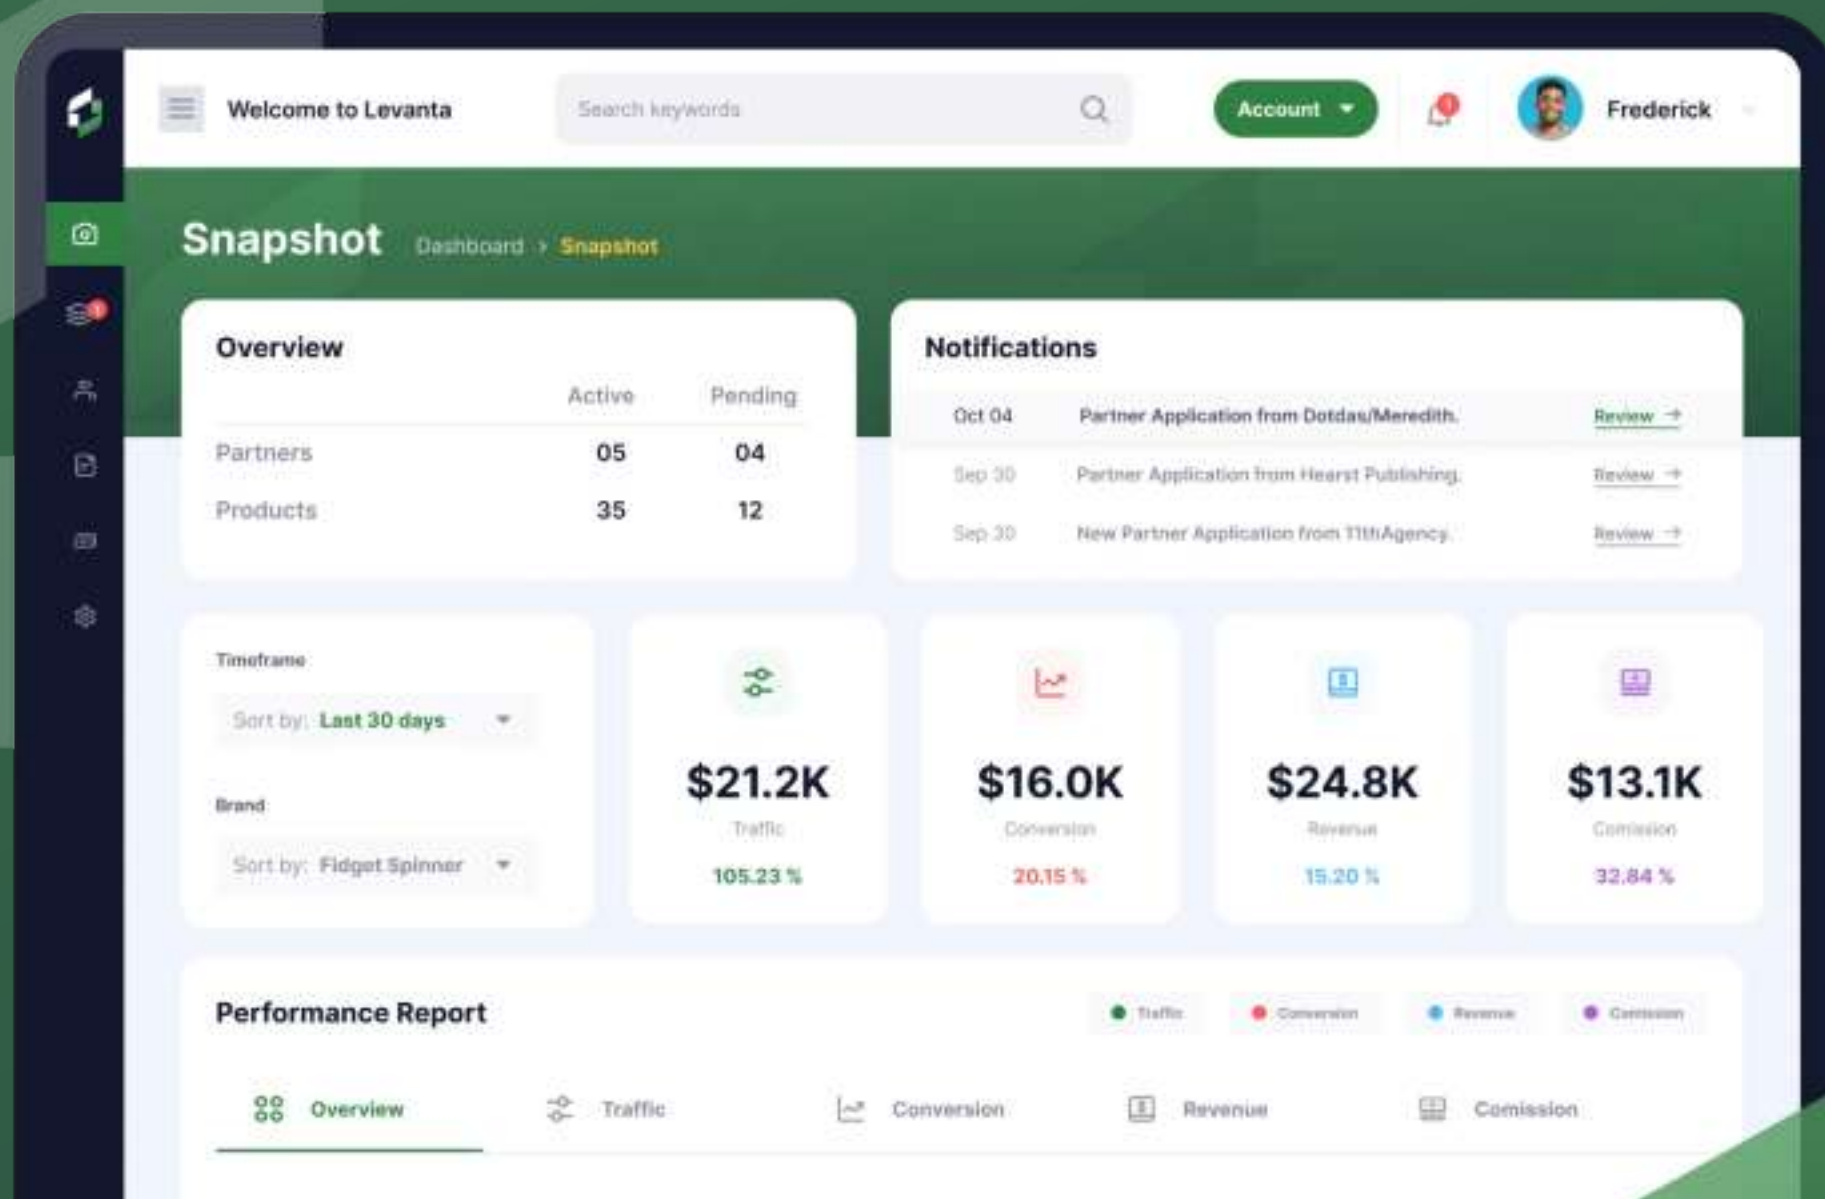 Welcome to Levanta
Search keywords
Account
1
Frederick
Snapshot
Dashboard > Snapshot
1
Overview
Active Pending
Partners 05 04
Products 35 12
Notifications
Oct 04 Partner Application from Dotdas/Meredith. Review →
Sep 30 Partner Application from Hearst Publishing. Review →
Sep 30 New Partner Application from 11thAgency. Review →
Timeframe
Sort by: Last 30 days
Brand
Sort by: Fidget Spinner
$21.2K
Traffic
105.23 %
$16.0K
Conversion
20.15 %
$24.8K
Revenue
15.20 %
$13.1K
Comission
32.84 %
Performance Report
Traffic Conversion Revenue Comission
Overview Traffic Conversion Revenue Comission